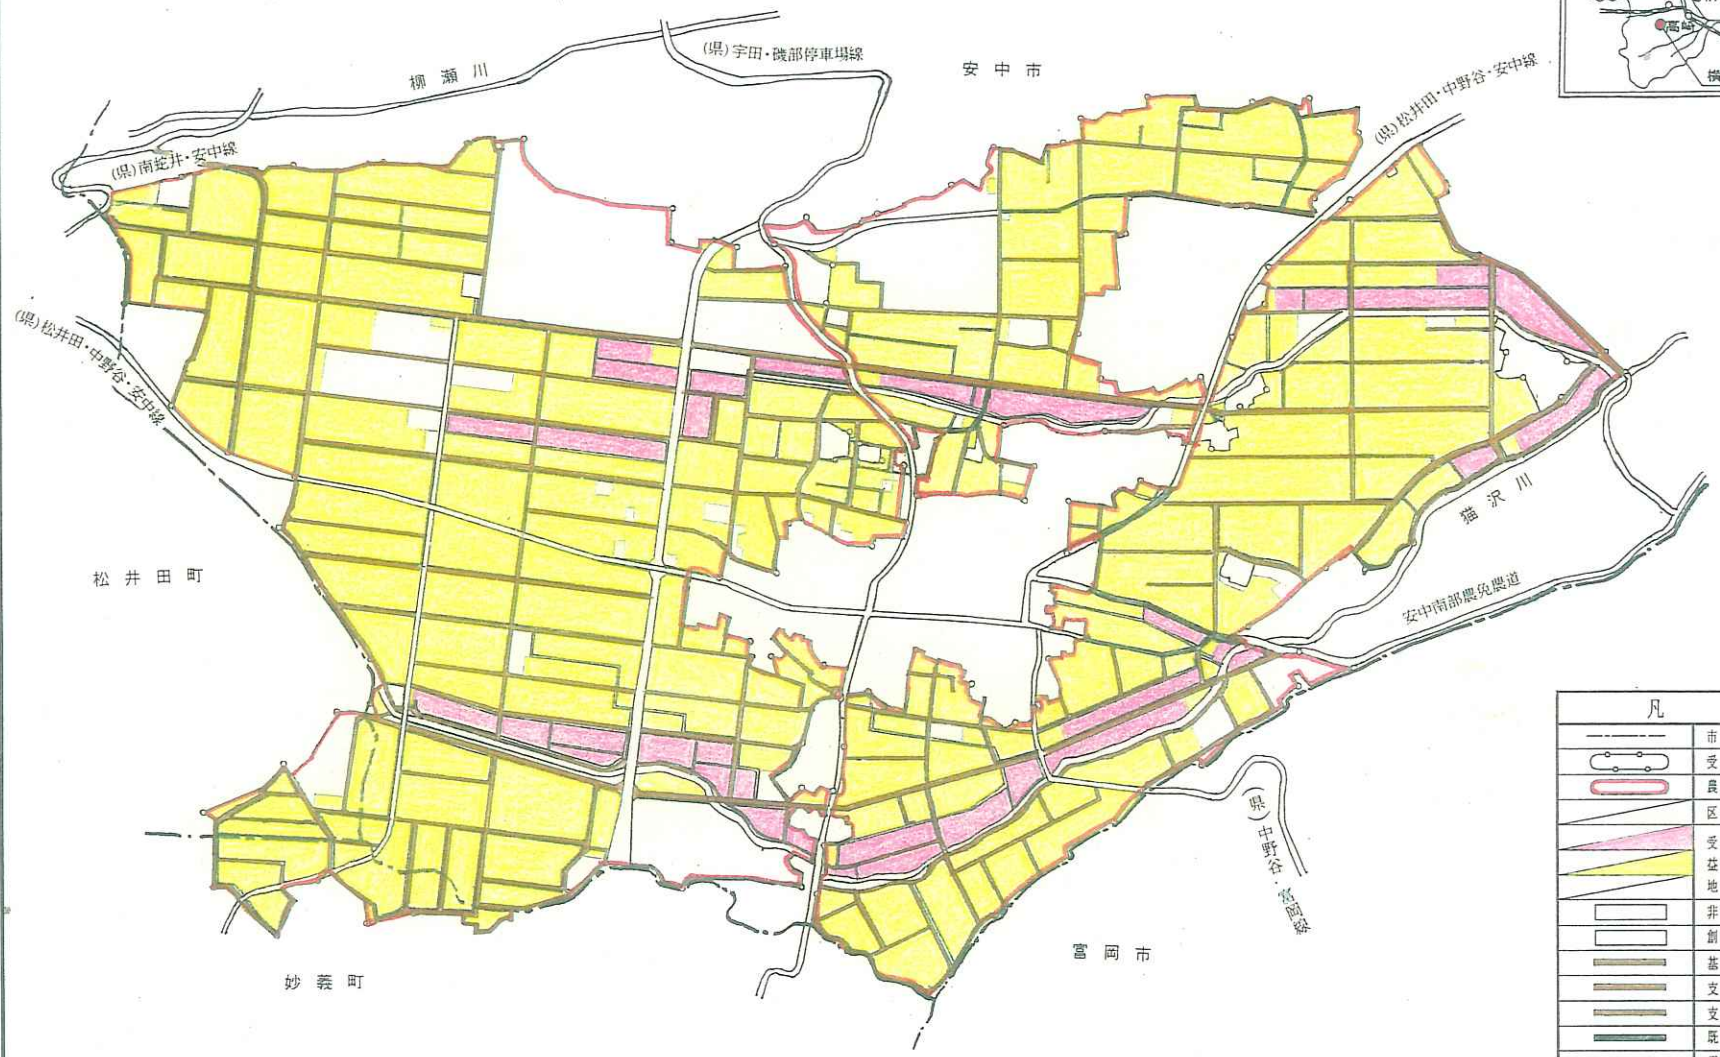 柳瀬川
(県)宇田・磯部停車場線
安中市
(県)松井田・中野谷・安中線
(県)南蛇井・安中線
(県)松井田・中野谷・安中線
猫沢川
松井田町
安中南部農免農道
(県)中野谷・富岡線
富岡市
妙義町
凡
市
受
農
区
受
益
地
非
創
基
支
支
既